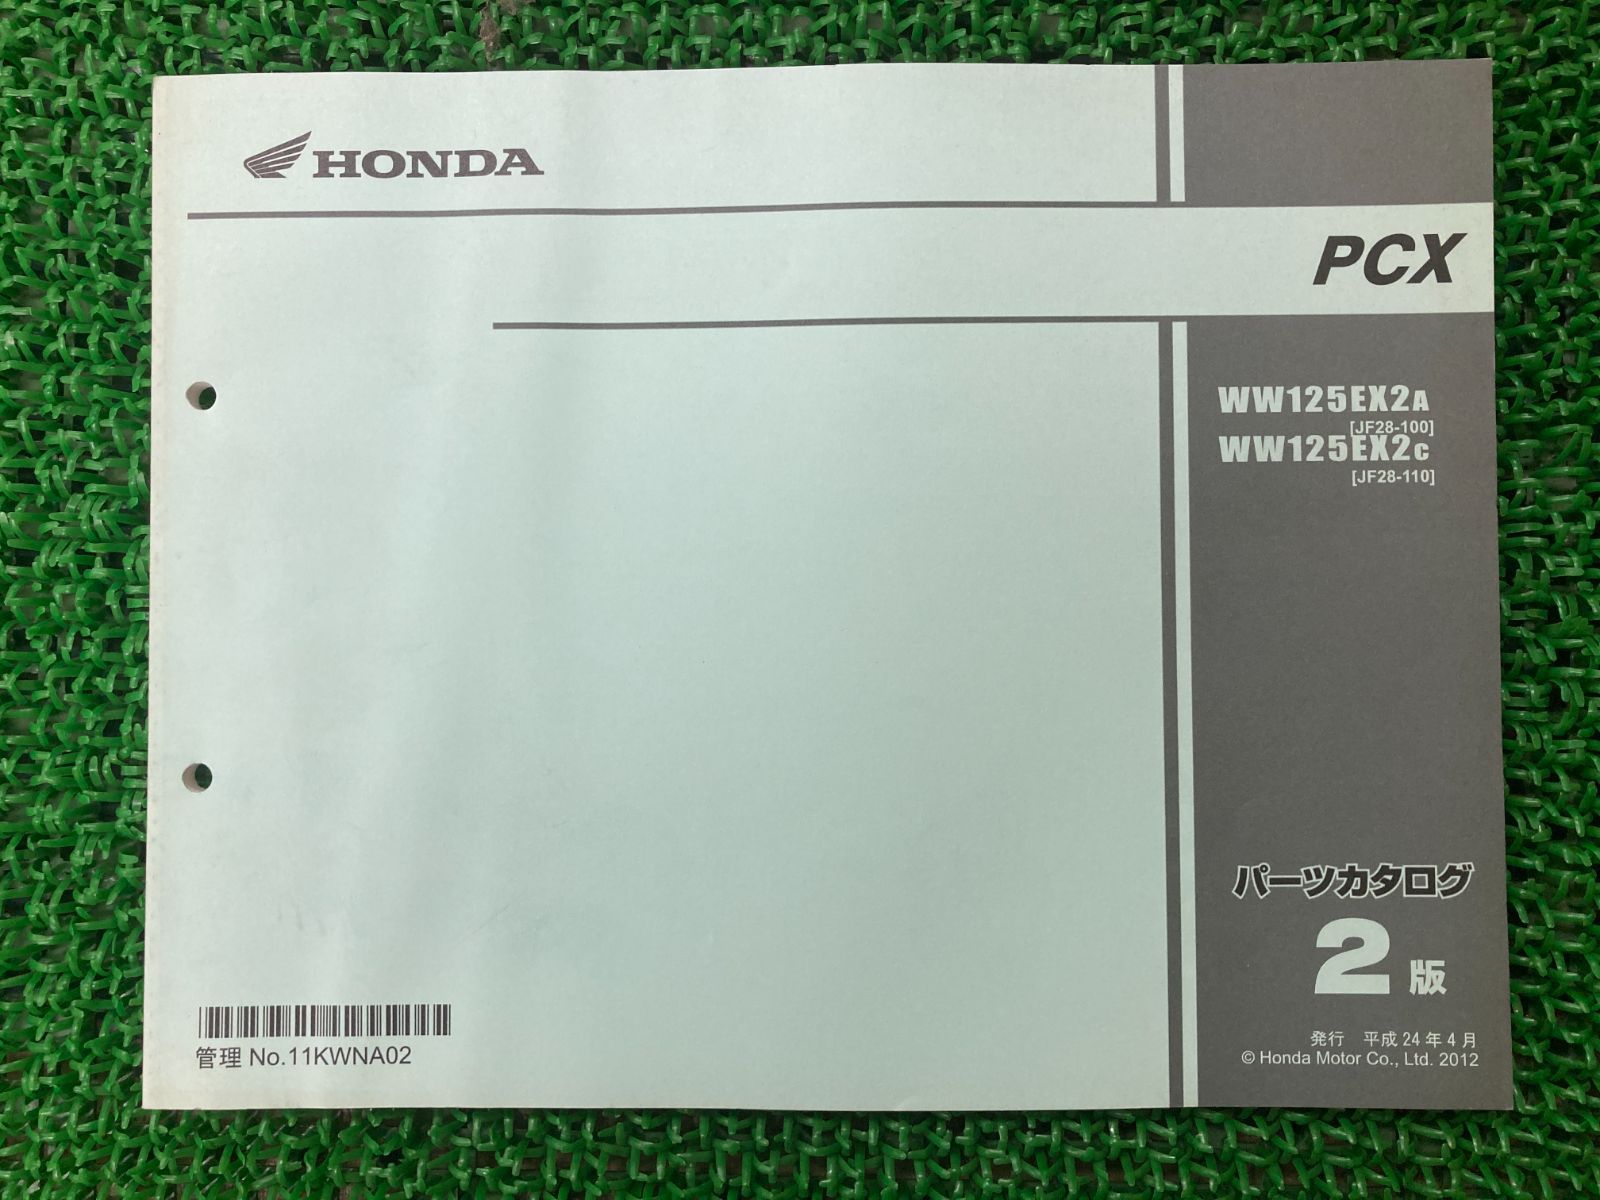 HONDA
PCX
WW125EX2A
[JF28-100]
WW125EX2C
[JF28-110]
パーツカタログ
2版
発行 平成24年4月
© Honda Motor Co., Ltd. 2012
管理 No.11KWNA02